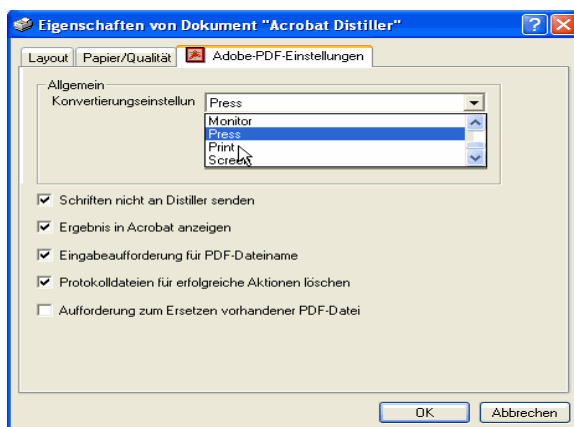 Eigenschaften von Dokument "Acrobat Distiller"
Layout Papier/Qualität Adobe-PDF-Einstellungen
Allgemein
Konvertierungseinstellun Press
Monitor
Press
Print
Screen
Schriften nicht an Distiller senden
Ergebnis in Acrobat anzeigen
Eingabeaufforderung für PDF-Dateiname
Protokolldateien für erfolgreiche Aktionen löschen
Aufforderung zum Ersetzen vorhandener PDF-Datei
OK Abbrechen